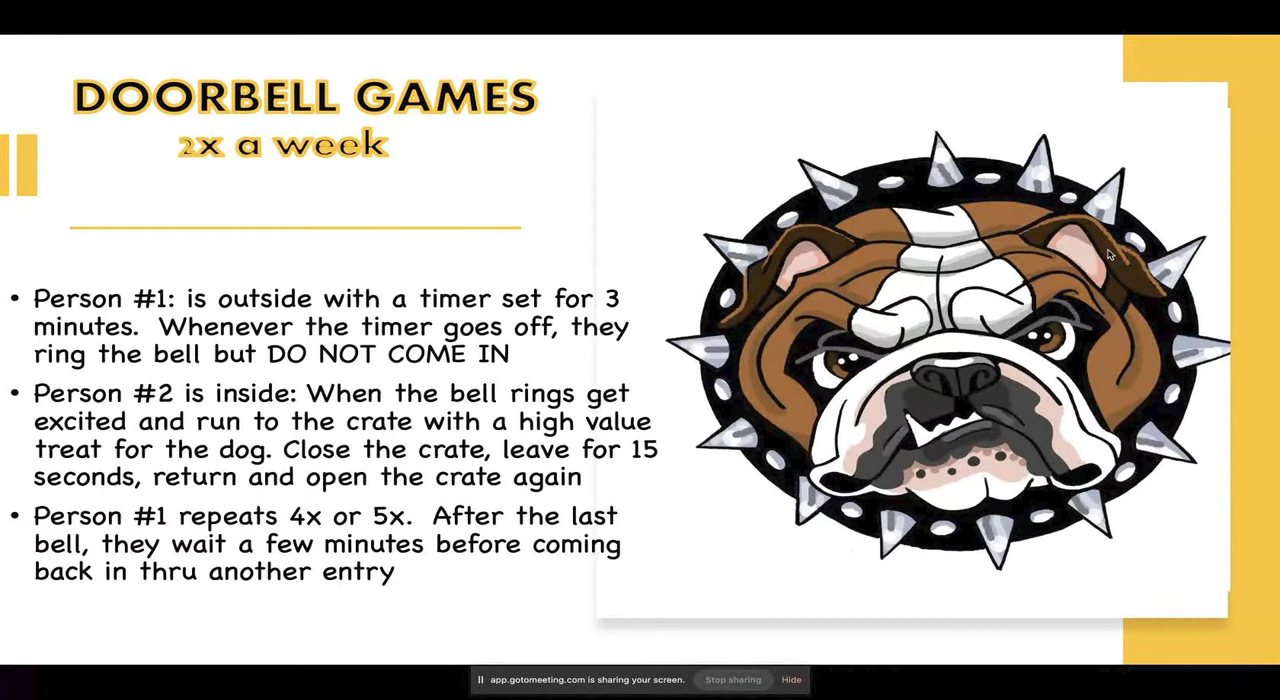 DOORBELL GAMES
2x a week
• Person #1: is outside with a timer set for 3
minutes.  Whenever the timer goes off, they
ring the bell but DO NOT COME IN
• Person #2 is inside: When the bell rings get
excited and run to the crate with a high value
treat for the dog. Close the crate, leave for 15
seconds, return and open the crate again
• Person #1 repeats 4x or 5x.  After the last
bell, they wait a few minutes before coming
back in thru another entry
app.gotomeeting.com is sharing your screen. Stop sharing Hide